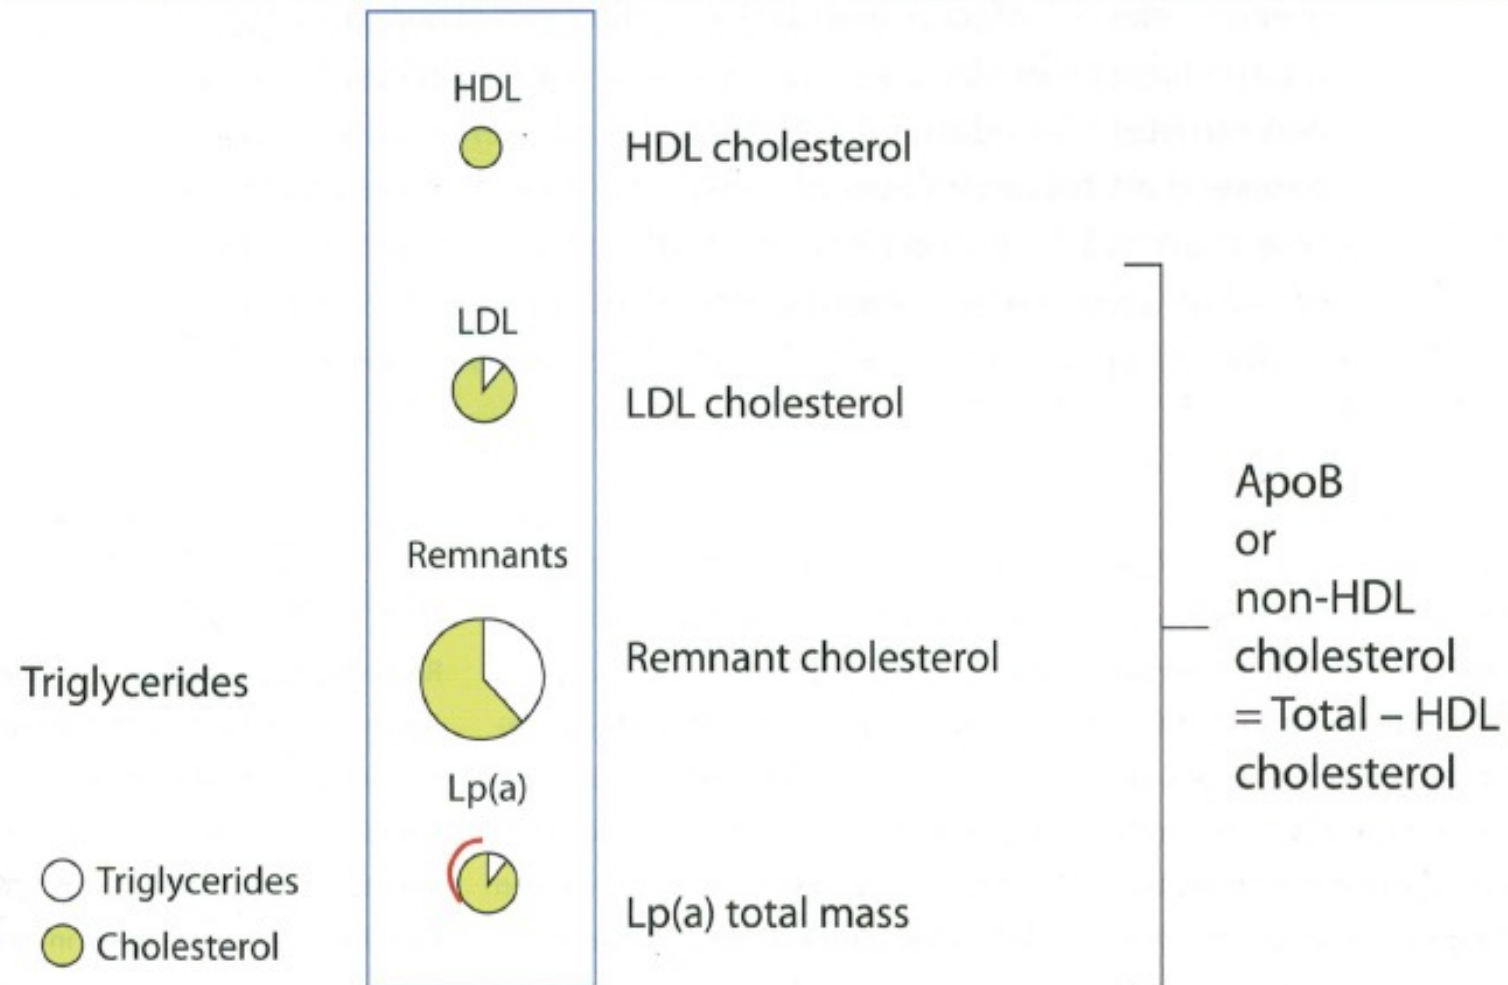 HDL
HDL cholesterol
LDL
LDL cholesterol
Remnants
Triglycerides
Remnant cholesterol
Lp(a)
Lp(a) total mass
Triglycerides
Cholesterol
ApoB
or
non-HDL
cholesterol
= Total – HDL
cholesterol